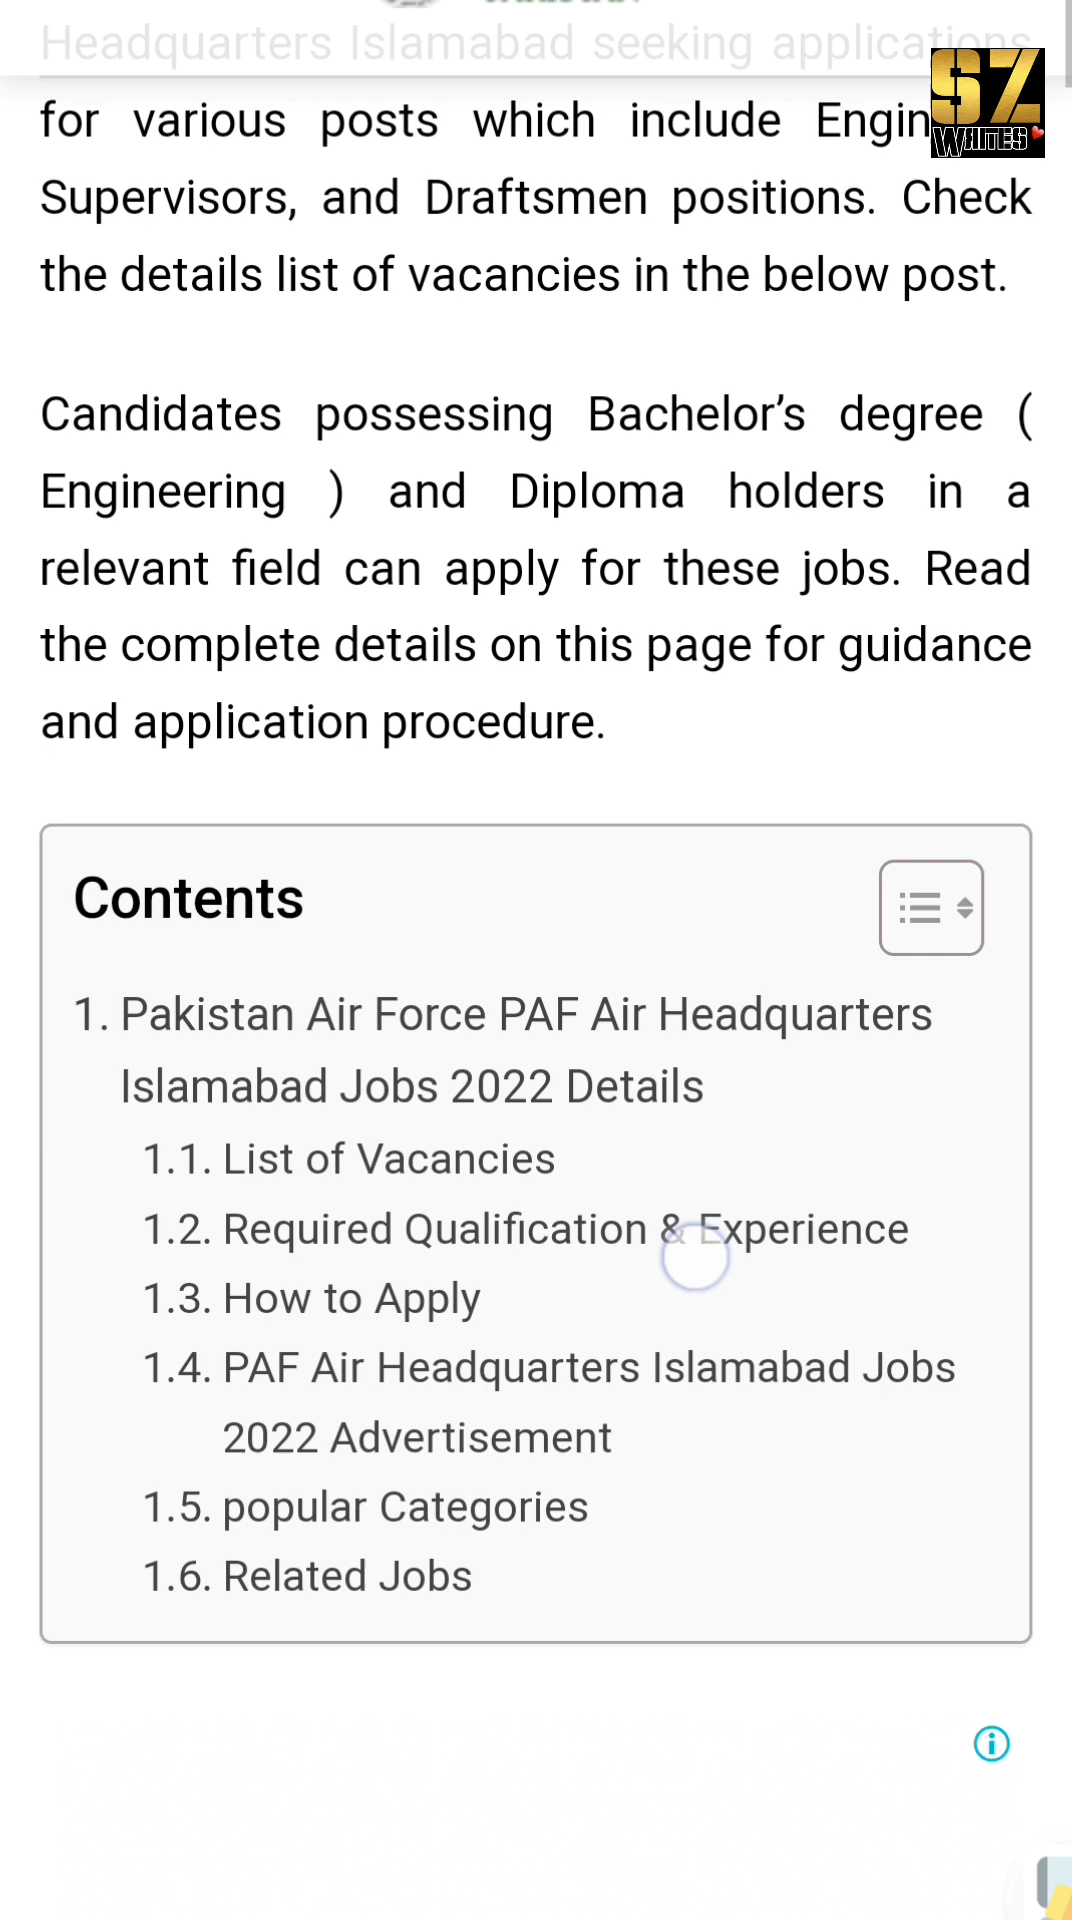 Headquarters Islamabad seeking applications
for various posts which include Engin
SZ
WRITES
Supervisors, and Draftsmen positions. Check
the details list of vacancies in the below post.
Candidates possessing Bachelor’s degree (
Engineering ) and Diploma holders in a
relevant field can apply for these jobs. Read
the complete details on this page for guidance
and application procedure.
Contents
1. Pakistan Air Force PAF Air Headquarters
Islamabad Jobs 2022 Details
1.1. List of Vacancies
1.2. Required Qualification & Experience
1.3. How to Apply
1.4. PAF Air Headquarters Islamabad Jobs
2022 Advertisement
1.5. popular Categories
1.6. Related Jobs